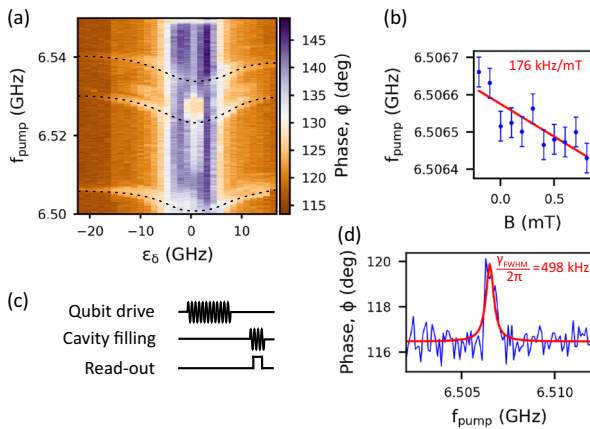 (a)
6.54
6.52
6.50
f_pump (GHz)
−20
−10
0
10
ε_δ (GHz)
145
140
135
130
125
120
115
Phase, ϕ (deg)
(b)
176 kHz/mT
6.5067
6.5066
6.5065
6.5064
f_pump (GHz)
0.0
0.5
B (mT)
(c)
Qubit drive
Cavity filling
Read-out
(d)
γ_FWHM/2π =498 kHz
120
118
116
Phase, ϕ (deg)
6.505
6.510
f_pump (GHz)